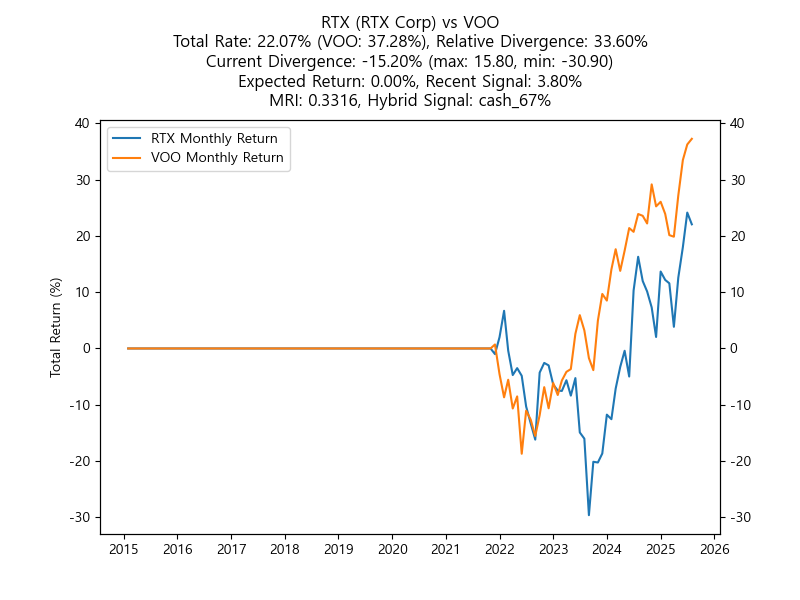 RTX (RTX Corp) vs VOO
Total Rate: 22.07% (VOO: 37.28%), Relative Divergence: 33.60%
Current Divergence: -15.20% (max: 15.80, min: -30.90)
Expected Return: 0.00%, Recent Signal: 3.80%
MRI: 0.3316, Hybrid Signal: cash_67%
RTX Monthly Return
VOO Monthly Return
Total Return (%)
40 40
30 30
20 20
10 10
0 0
-10 -10
-20 -20
-30 -30
2015 2016 2017 2018 2019 2020 2021 2022 2023 2024 2025 2026